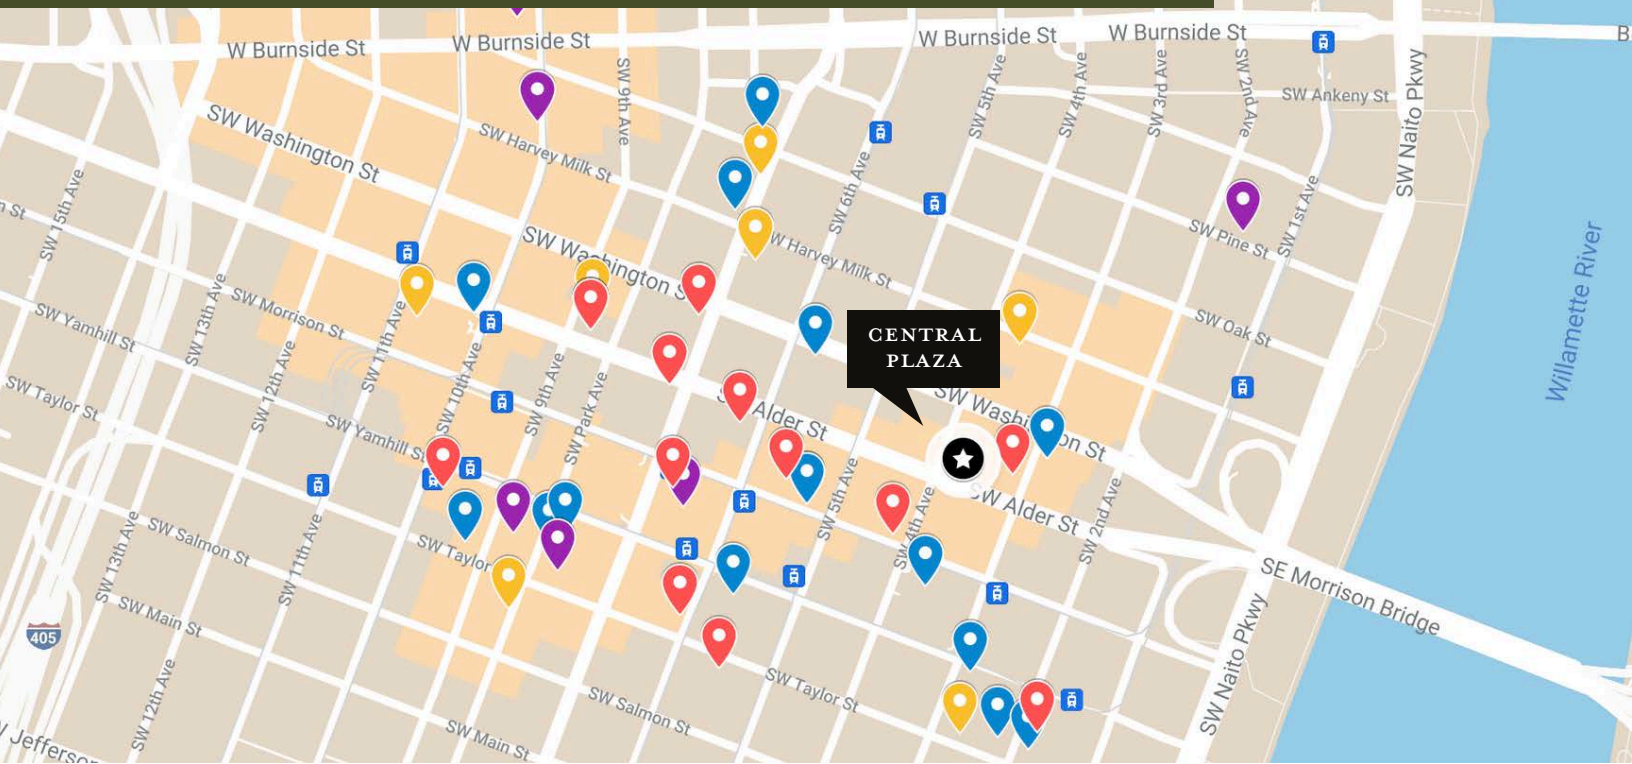 W Burnside St
W Burnside St
W Burnside St
W Burnside St
B
SW Naito Pkwy
SW 9th Ave
SW 5th Ave
SW 4th Ave
SW 3rd Ave
SW 2nd Ave
SW Ankeny St
SW Washington St
SW Harvey Milk St
SW 15th Ave
SW 6th Ave
SW 1st Ave
n St
SW Pine St
SW Washington S
W Harvey Milk St
Willamette River
SW 13th Ave
SW Morrison St
SW Yamhill St
SW 11th Ave
SW Oak St
CENTRAL
PLAZA
SW 12th Ave
SW 10th Ave
SW 9th Ave
SW Park Ave
SW Taylor St
SW Yamhill St
Alder St
SW Washington St
SW 5th Ave
SW 4th Ave
SW Alder St
SW 2nd Ave
SW 13th Ave
SW Salmon St
SW 11th Ave
SW Taylor
SE Morrison Bridge
SW Main St
405
SW Naito Pkwy
SW 12th Ave
SW Taylor St
SW Salmon St
SW Main St
W Jefferson